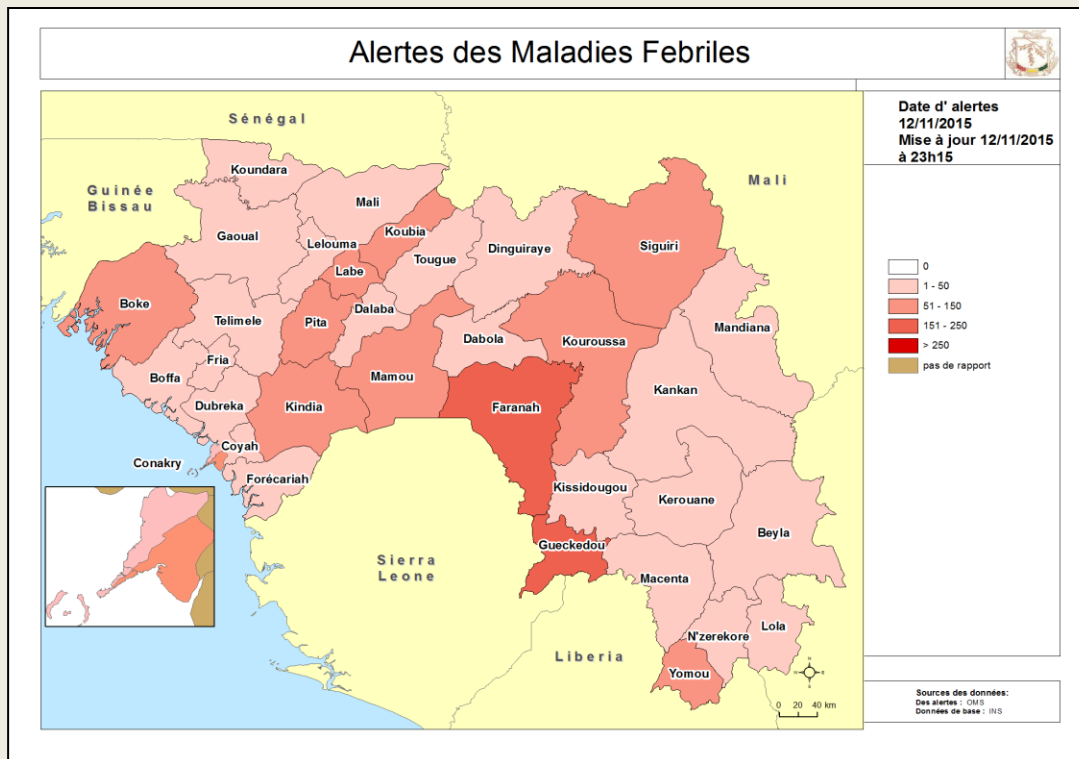 Alertes des Maladies Febriles
Date d' alertes
12/11/2015
Mise à jour 12/11/2015
à 23h15
Sénégal
Mali
Guinée
Bissau
Koundara
Mali
Gaoual
Koubia
Lelouma
Tougue
Dinguiraye
Siguiri
Labe
Boke
Telimele
Pita
Dalaba
Dabola
Kouroussa
Mandiana
Fria
Boffa
Mamou
Kankan
Dubreka
Kindia
Faranah
Coyah
Conakry
Forécariah
Kissidougou
Kerouane
Beyla
Gueckedou
Sierra
Leone
Macenta
Lola
N'zerekore
Liberia
Yomou
0 20 40 km
0
1 - 50
51 - 150
151 - 250
> 250
pas de rapport
Sources des données:
Des alertes : OMS
Données de base : INS